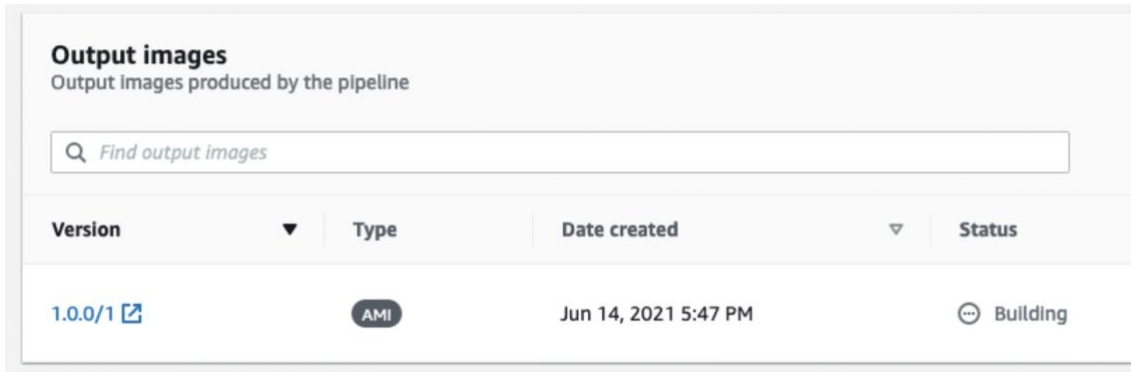 Output images
Output images produced by the pipeline
Find output images
Version Type Date created Status
1.0.0/1 AMI Jun 14, 2021 5:47 PM Building